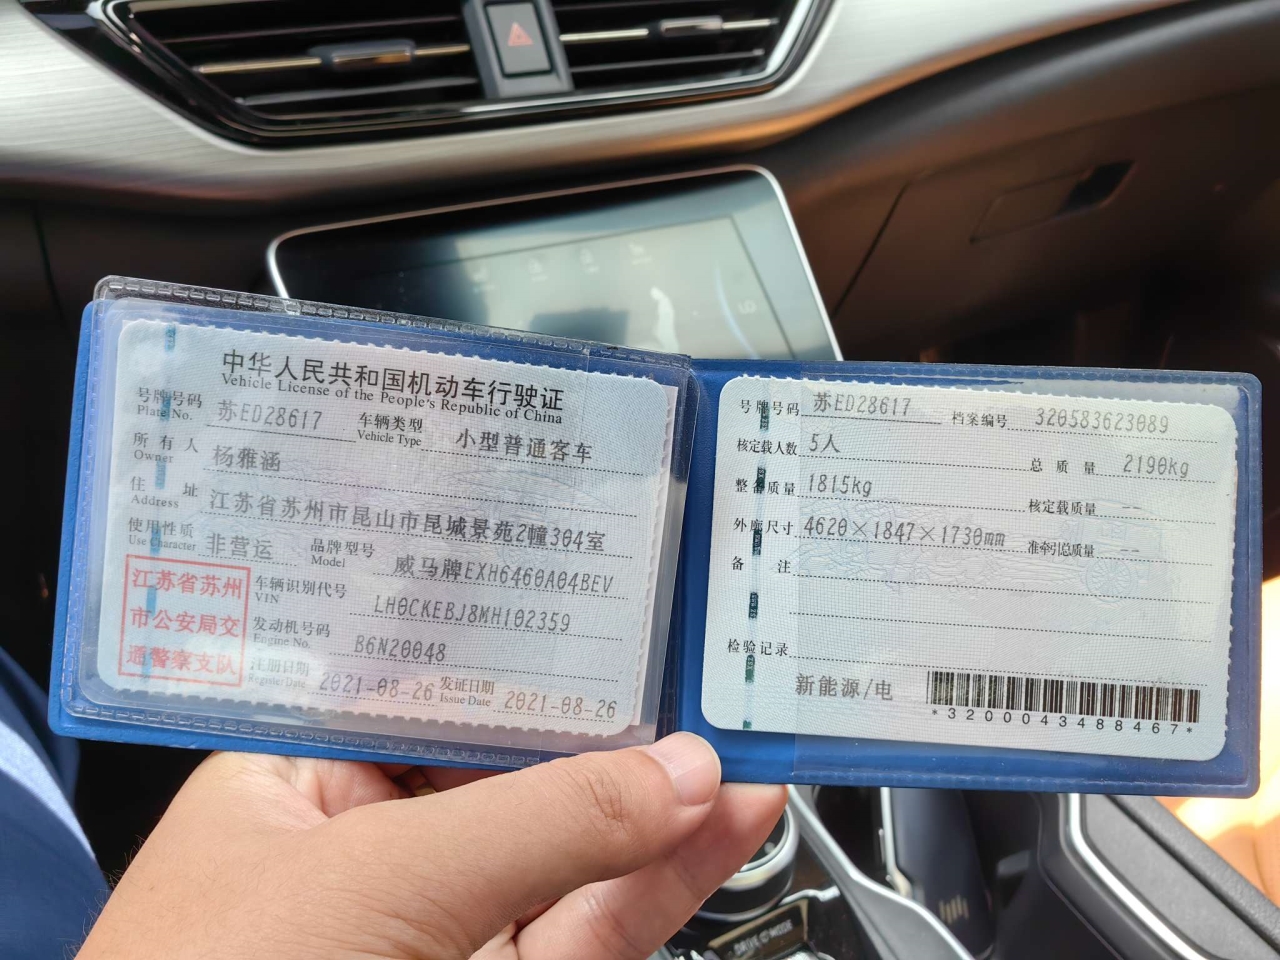 中华人民共和国机动车行驶证
Vehicle License of the People's Republic of China
号牌号码 苏ED28617 车辆类型 小型普通客车
Plate No. Vehicle Type
所有人 杨雅涵
Owner
住址 江苏省苏州市昆山市昆城景苑2幢304室
Address
使用性质 非营运 品牌型号 威马牌EXH6460A04BEV
Use Character Model
江苏省苏州
市公安局交
通警察支队
车辆识别代号 LH0CKEBJ8MH102359
VIN
发动机号码 B6N20048
Engine No.
注册日期 2021-08-26 发证日期 2021-08-26
Register Date Issue Date
号牌号码 苏ED28617 档案编号 320583623089
核定载人数 5人 总质量 2190kg
整备质量 1815kg 核定载质量 --
外廓尺寸 4620×1847×1730mm 准牵引总质量 --
备注
检验记录
新能源/电
*3200043488467*
DRIVE MODE